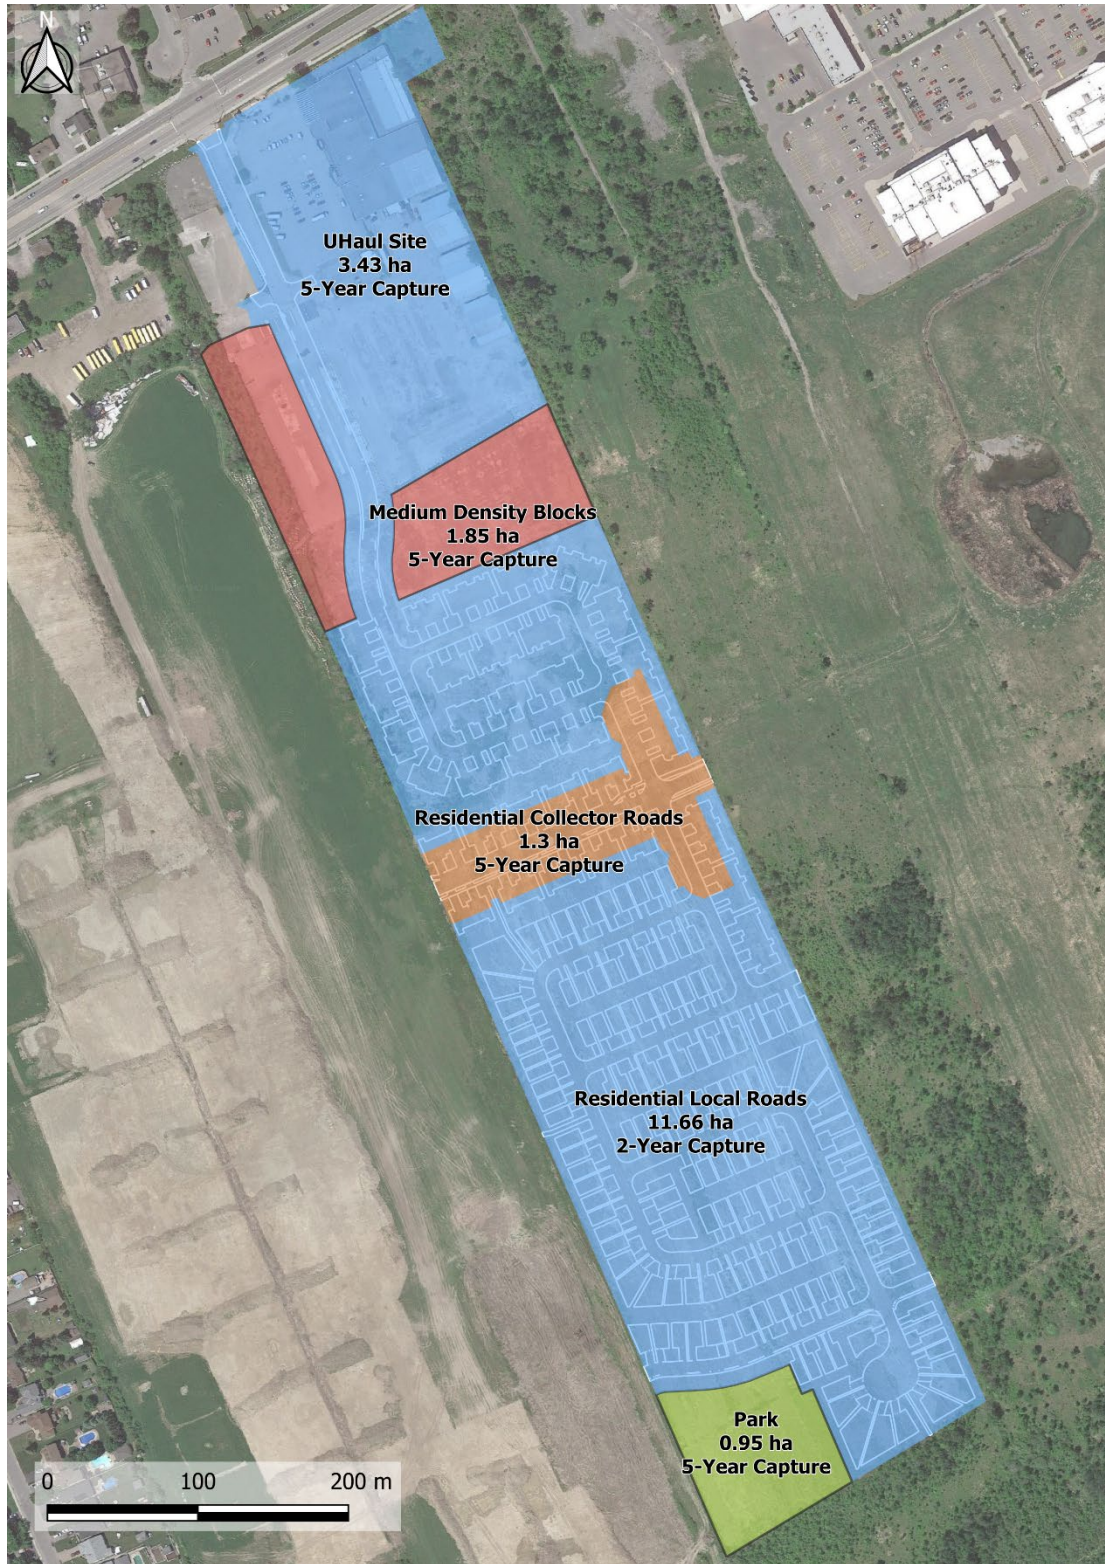 N
UHaul Site
3.43 ha
5-Year Capture
Medium Density Blocks
1.85 ha
5-Year Capture
Residential Collector Roads
1.3 ha
5-Year Capture
Residential Local Roads
11.66 ha
2-Year Capture
Park
0.95 ha
5-Year Capture
0 100 200 m